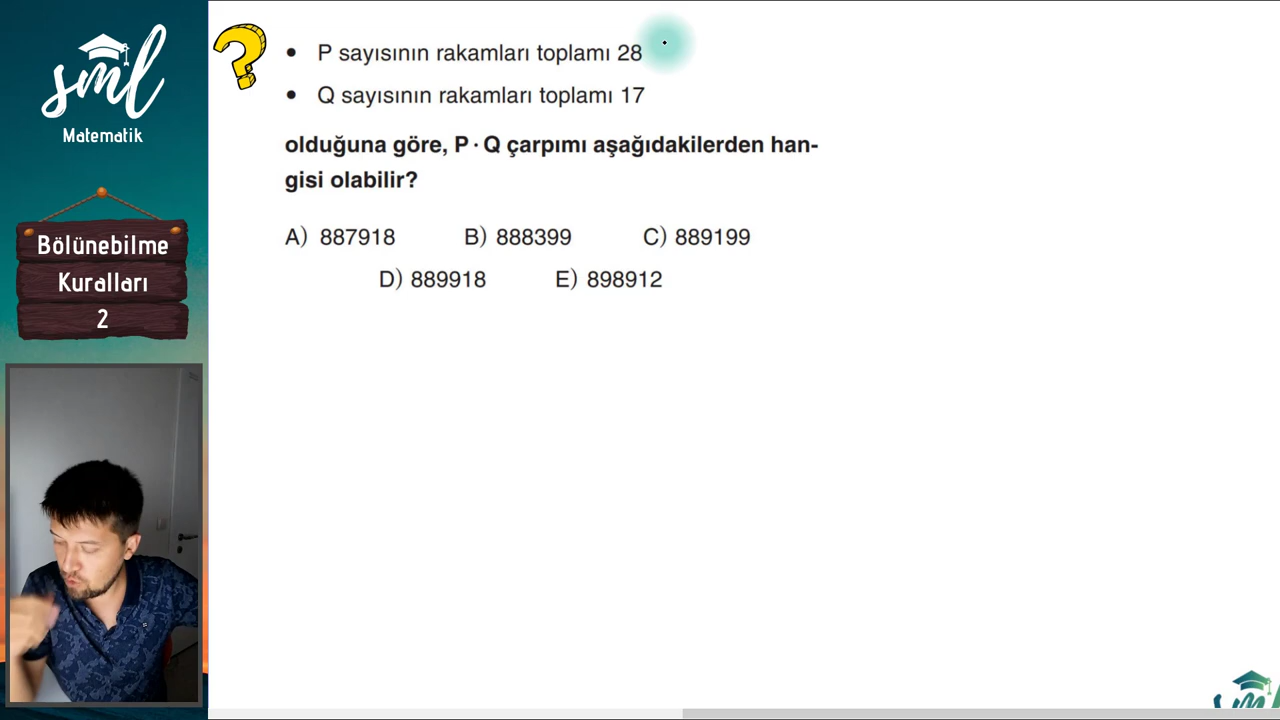 sml
Matematik
Bölünebilme
Kuralları
2
• P sayısının rakamları toplamı 28
• Q sayısının rakamları toplamı 17
olduğuna göre, P · Q çarpımı aşağıdakilerden han-
gisi olabilir?
A) 887918 B) 888399 C) 889199
D) 889918 E) 898912